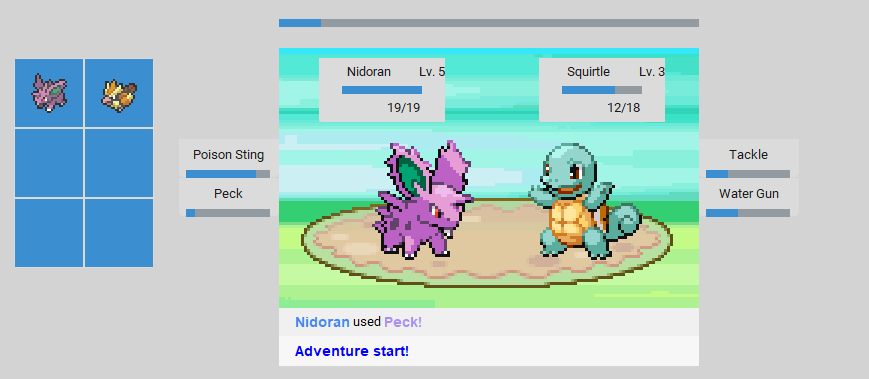 Nidoran Lv. 5
19/19
Squirtle Lv. 3
12/18
Poison Sting
Peck
Tackle
Water Gun
Nidoran used Peck!
Adventure start!